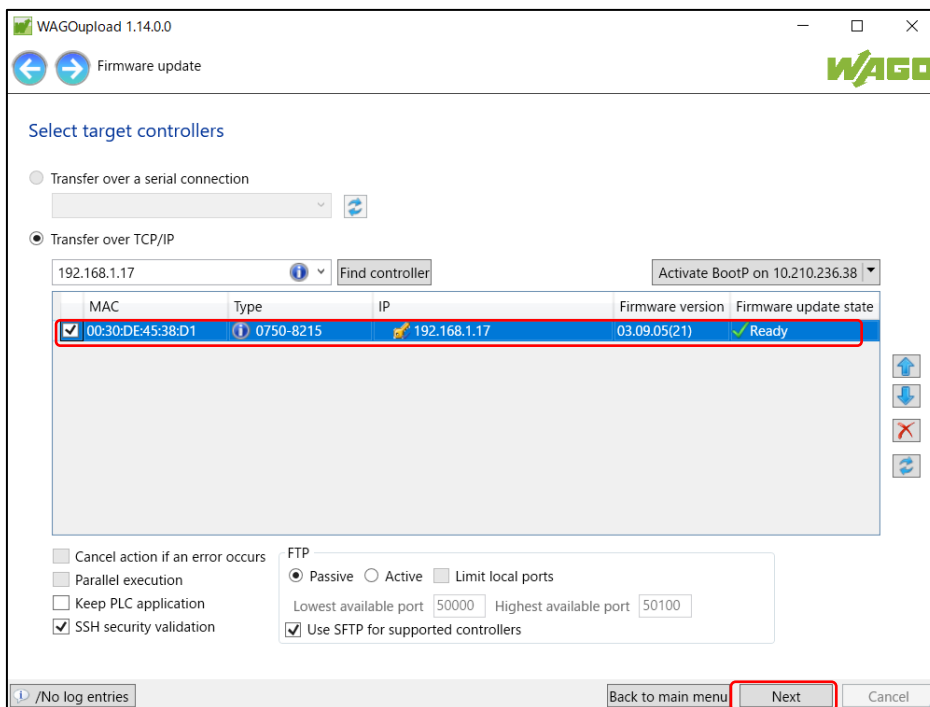 WAGOupload 1.14.0.0
Firmware update
WAGO
Select target controllers
Transfer over a serial connection
Transfer over TCP/IP
192.168.1.17 Find controller Activate BootP on 10.210.236.38
MAC Type IP Firmware version Firmware update state
00:30:DE:45:38:D1 0750-8215 192.168.1.17 03.09.05(21) Ready
Cancel action if an error occurs
Parallel execution
Keep PLC application
SSH security validation
FTP
Passive Active Limit local ports
Lowest available port 50000 Highest available port 50100
Use SFTP for supported controllers
/No log entries Back to main menu Next Cancel